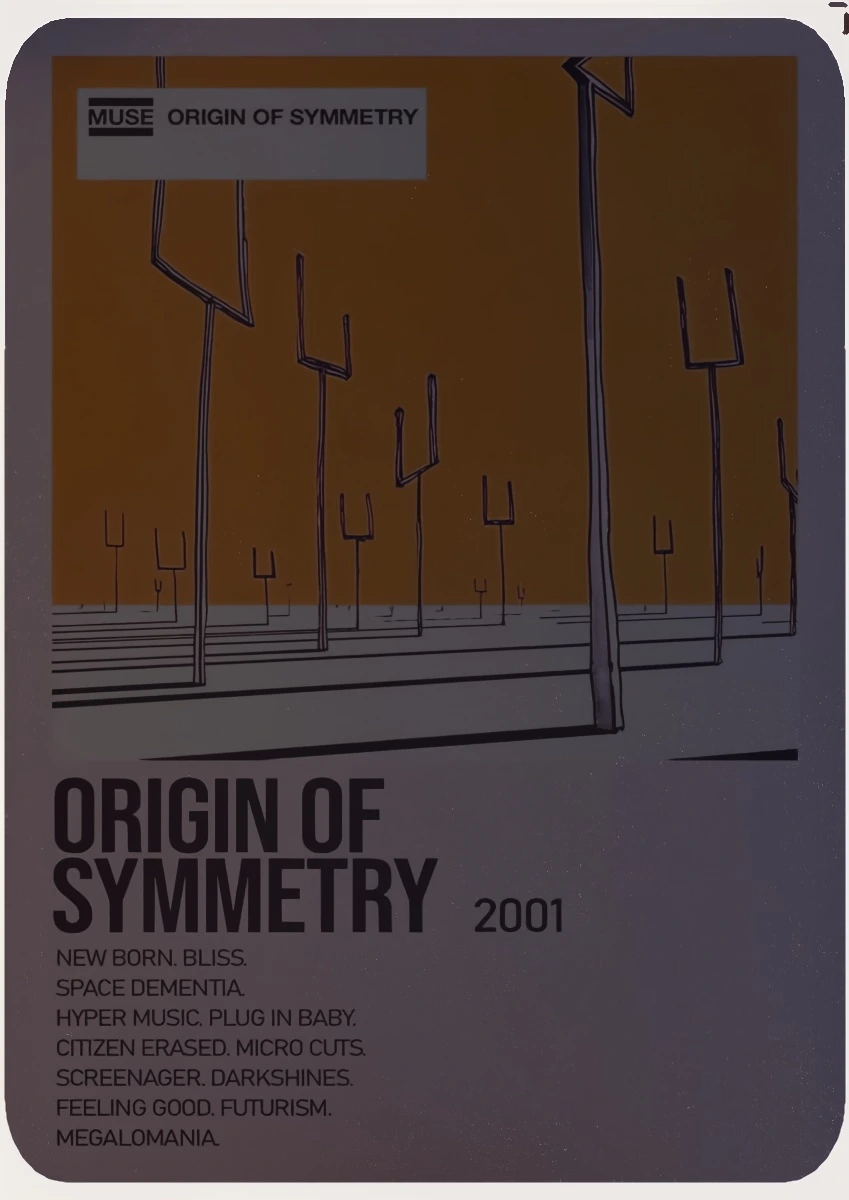 MUSE ORIGIN OF SYMMETRY
ORIGIN OF
SYMMETRY 2001
NEW BORN. BLISS.
SPACE DEMENTIA.
HYPER MUSIC. PLUG IN BABY.
CITIZEN ERASED. MICRO CUTS.
SCREENAGER. DARKSHINES.
FEELING GOOD. FUTURISM.
MEGALOMANIA.